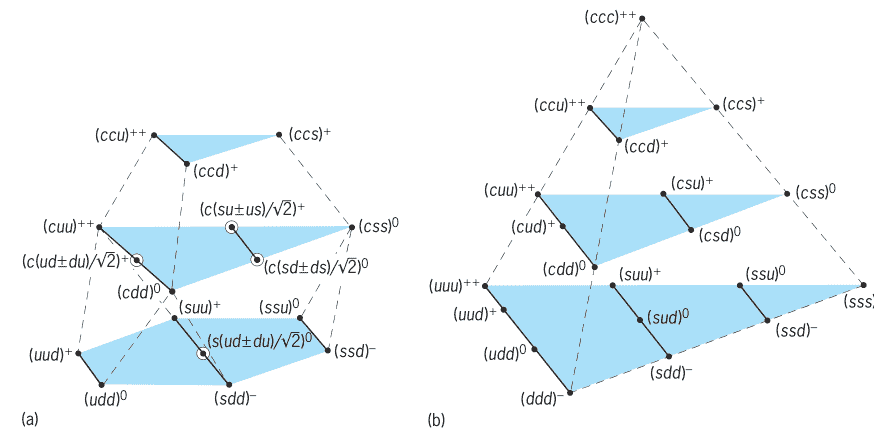 (ccu)++
(ccs)+
(ccd)+
(cuu)++
(c(su±us)/√2)+
(css)0
(c(ud±du)/√2)+
(c(sd±ds)/√2)0
(cdd)0
(suu)+
(ssu)0
(uud)+
(s(ud±du)/√2)0
(ssd)−
(udd)0
(sdd)−
(a)
(ccc)++
(ccu)++
(ccs)+
(ccd)+
(cuu)++
(csu)+
(css)0
(cud)+
(csd)0
(cdd)0
(uuu)++
(suu)+
(ssu)0
(sss)
(uud)+
(sud)0
(ssd)−
(udd)0
(sdd)−
(ddd)−
(b)